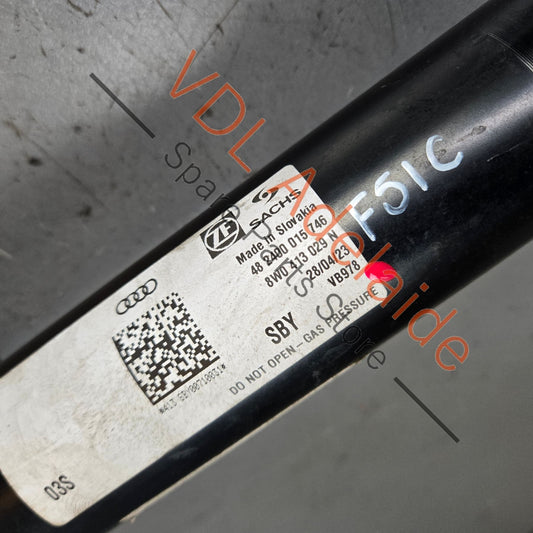 VDL Adelaide
Spare Parts Store
F51C
ZF SACHS
Made in Slovakia
48 2400 015 746
8W0 413 029 N
28/04/23
VB978
SBY
DO NOT OPEN - GAS PRESSURE
03S